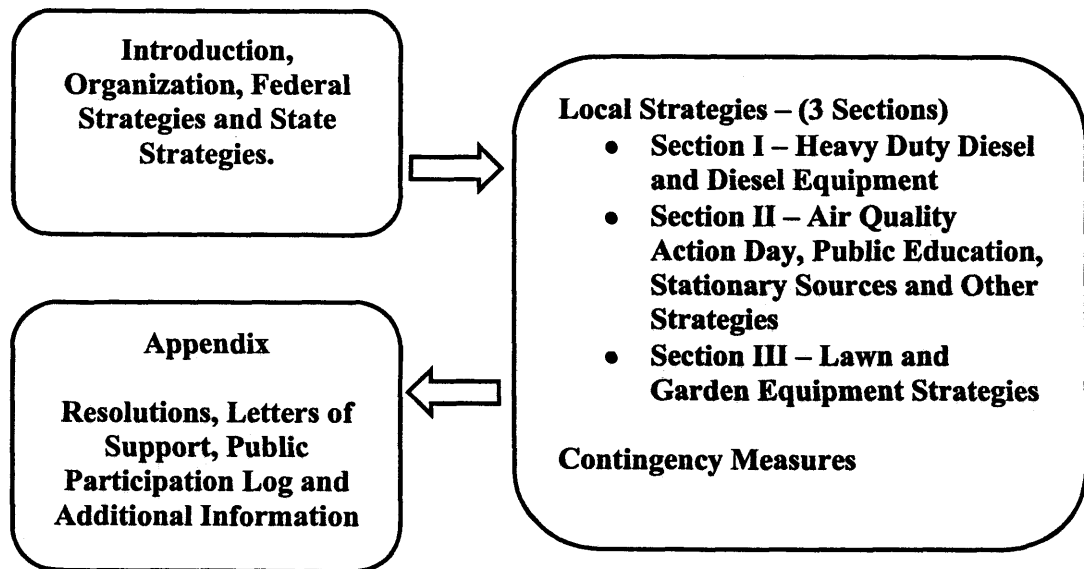 Introduction,
Organization, Federal
Strategies and State
Strategies.
Local Strategies – (3 Sections)
• Section I – Heavy Duty Diesel
and Diesel Equipment
• Section II – Air Quality
Action Day, Public Education,
Stationary Sources and Other
Strategies
• Section III – Lawn and
Garden Equipment Strategies
Contingency Measures
Appendix
Resolutions, Letters of
Support, Public
Participation Log and
Additional Information